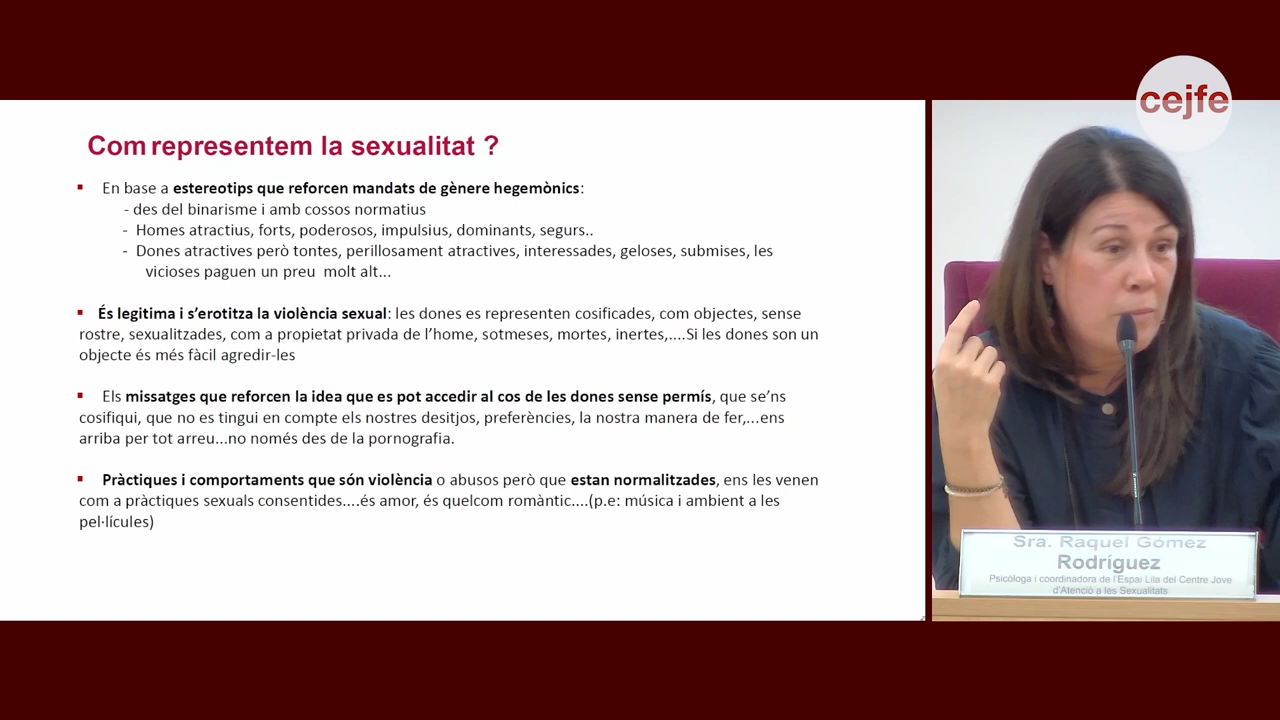 cejfe
Com representem la sexualitat ?
▪ En base a estereotips que reforcen mandats de gènere hegemònics:
- des del binarisme i amb cossos normatius
- Homes atractius, forts, poderosos, impulsius, dominants, segurs..
- Dones atractives però tontes, perillosament atractives, interessades, geloses, submises, les
vicioses paguen un preu molt alt...
▪ És legitima i s’erotitza la violència sexual: les dones es representen cosificades, com objectes, sense
rostre, sexualitzades, com a propietat privada de l’home, sotmeses, mortes, inertes,....Si les dones son un
objecte és més fàcil agredir-les
▪ Els missatges que reforcen la idea que es pot accedir al cos de les dones sense permís, que se’ns
cosifiqui, que no es tingui en compte els nostres desitjos, preferències, la nostra manera de fer,...ens
arriba per tot arreu...no només des de la pornografia.
▪ Pràctiques i comportaments que són violència o abusos però que estan normalitzades, ens les venen
com a pràctiques sexuals consentides....és amor, és quelcom romàntic....(p.e: música i ambient a les
pel·lícules)
Sra. Raquel Gómez
Rodríguez
Psicòloga i coordinadora de l’Espai Lila del Centre Jove
d’Atenció a les Sexualitats